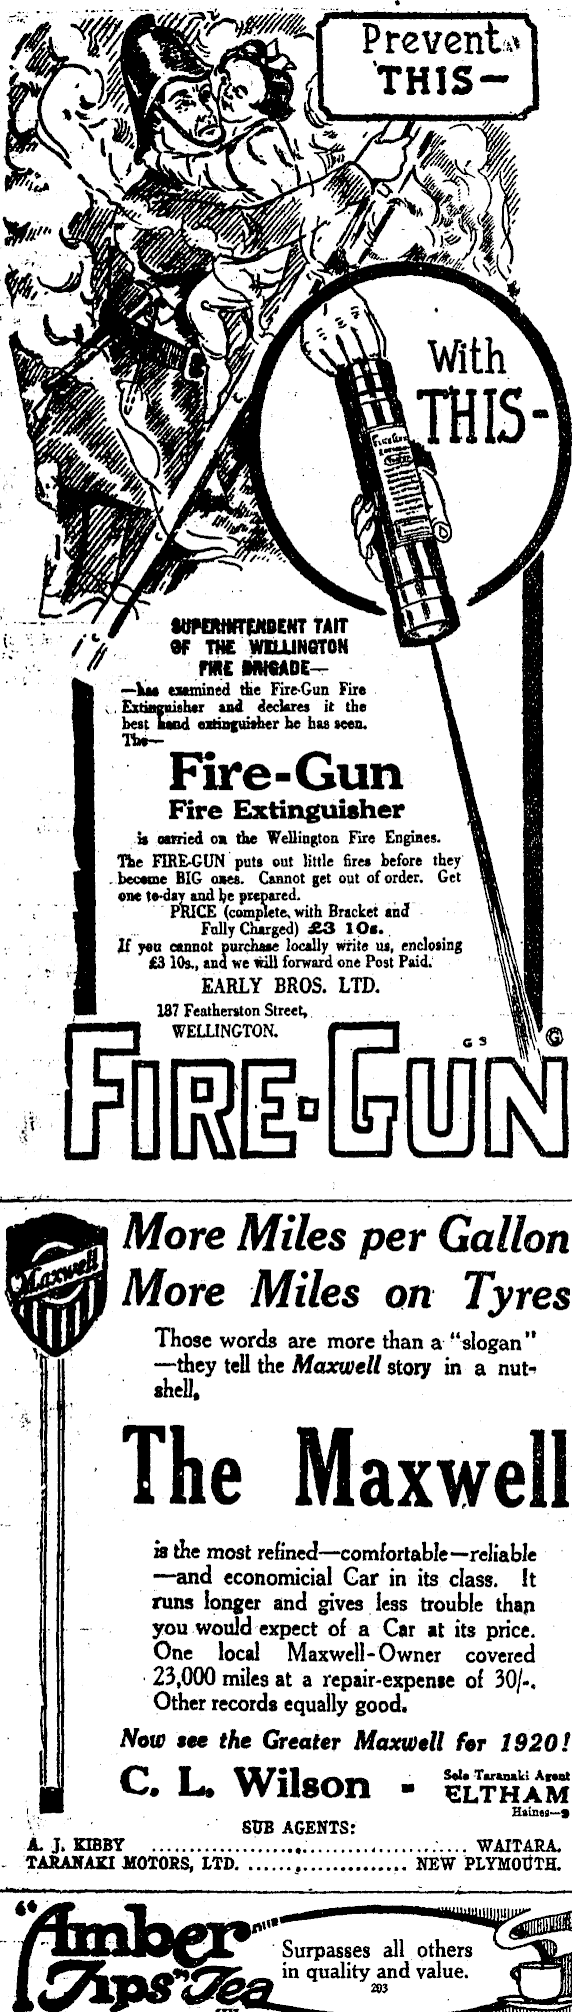 Prevent
THIS—
With
THIS-
FIRE GUN
SUPERINTENDENT TAIT
OF THE WELLINGTON
FIRE BRIGADE—
—has examined the Fire-Gun Fire
Extinguisher and declares it the
best hand extinguisher he has seen.
The—
Fire-Gun
Fire Extinguisher
is carried on the Wellington Fire Engines.
The FIRE-GUN puts out little fires before they
become BIG ones. Cannot get out of order. Get
one to-day and be prepared.
PRICE (complete, with Bracket and
Fully Charged) £3 10s.
If you cannot purchase locally write us, enclosing
£3 10s., and we will forward one Post Paid.
EARLY BROS. LTD.
187 Featherston Street,
WELLINGTON.
G S
G
FIRE-GUN
Maxwell
More Miles per Gallon
More Miles on Tyres
Those words are more than a "slogan"
—they tell the Maxwell story in a nut-
shell.
The Maxwell
is the most refined—comfortable—reliable
—and economicial Car in its class. It
runs longer and gives less trouble than
you would expect of a Car at its price.
One local Maxwell-Owner covered
23,000 miles at a repair-expense of 30/-.
Other records equally good.
Now see the Greater Maxwell for 1920!
C. L. Wilson - Sole Taranaki Agent
ELTHAM
Haines—9
SUB AGENTS:
A. J. KIBBY ........................................ WAITARA.
TARANAKI MOTORS, LTD. ...................... NEW PLYMOUTH.
"Amber
Tips" Tea
Surpasses all others
in quality and value.
203